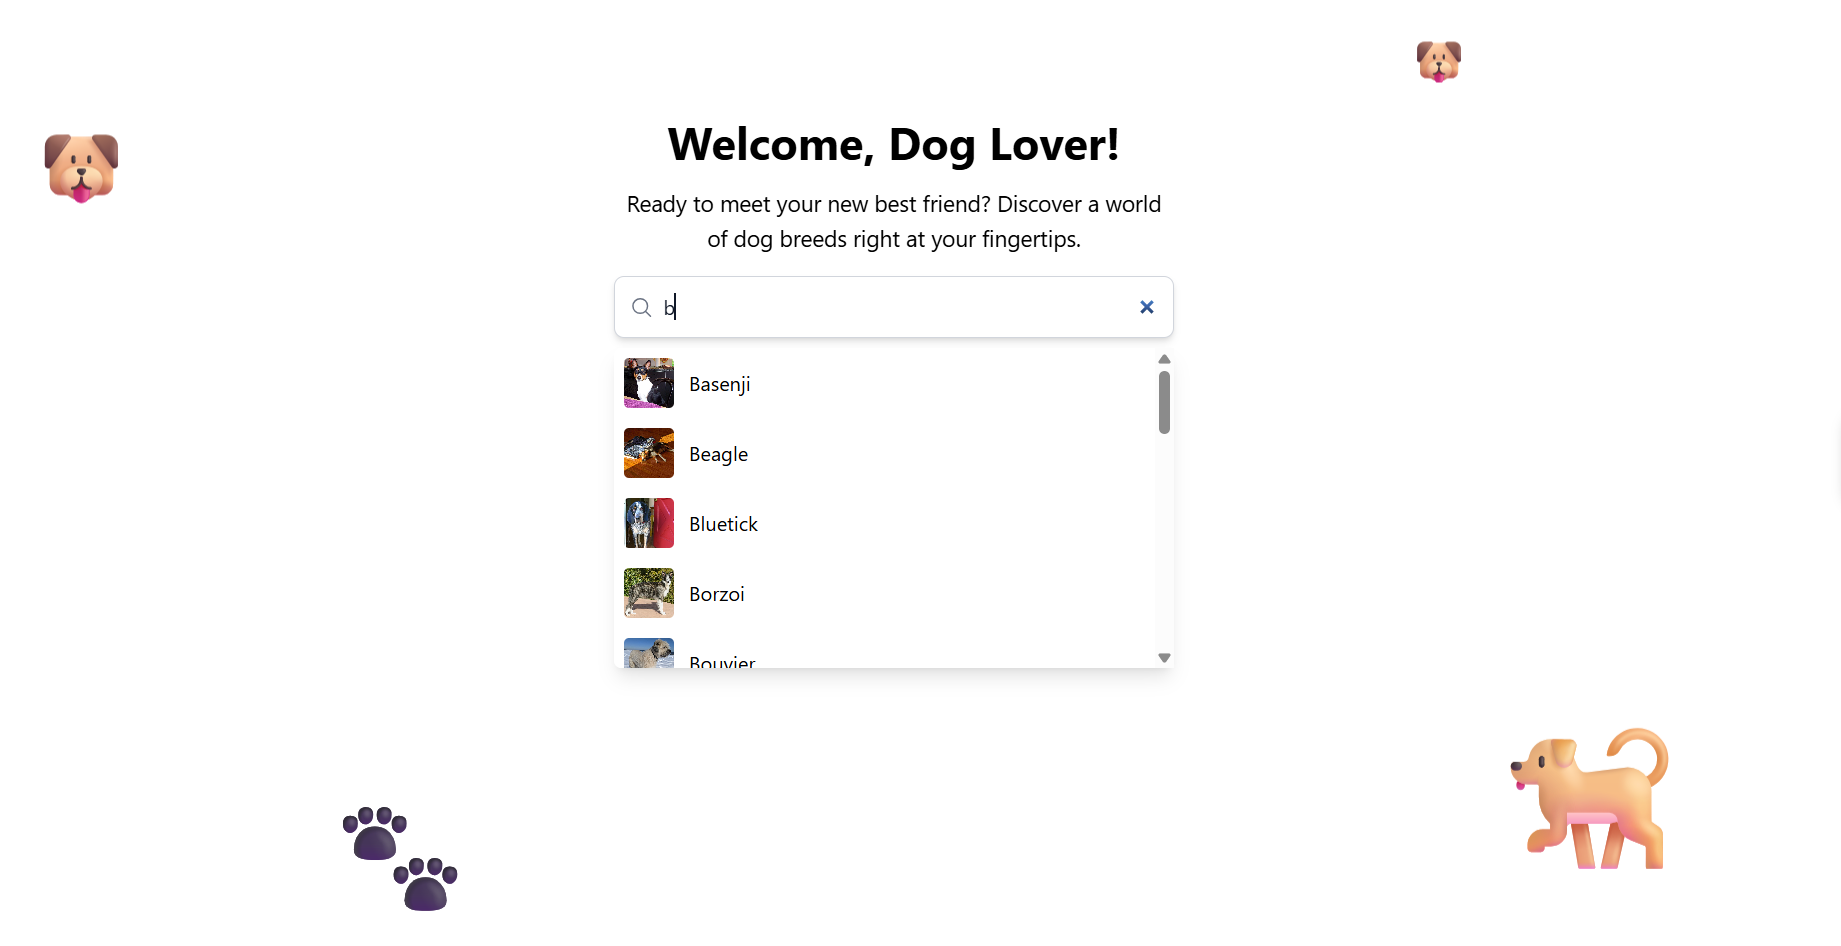 Welcome, Dog Lover!
Ready to meet your new best friend? Discover a world
of dog breeds right at your fingertips.
b
Basenji
Beagle
Bluetick
Borzoi
Bouvier